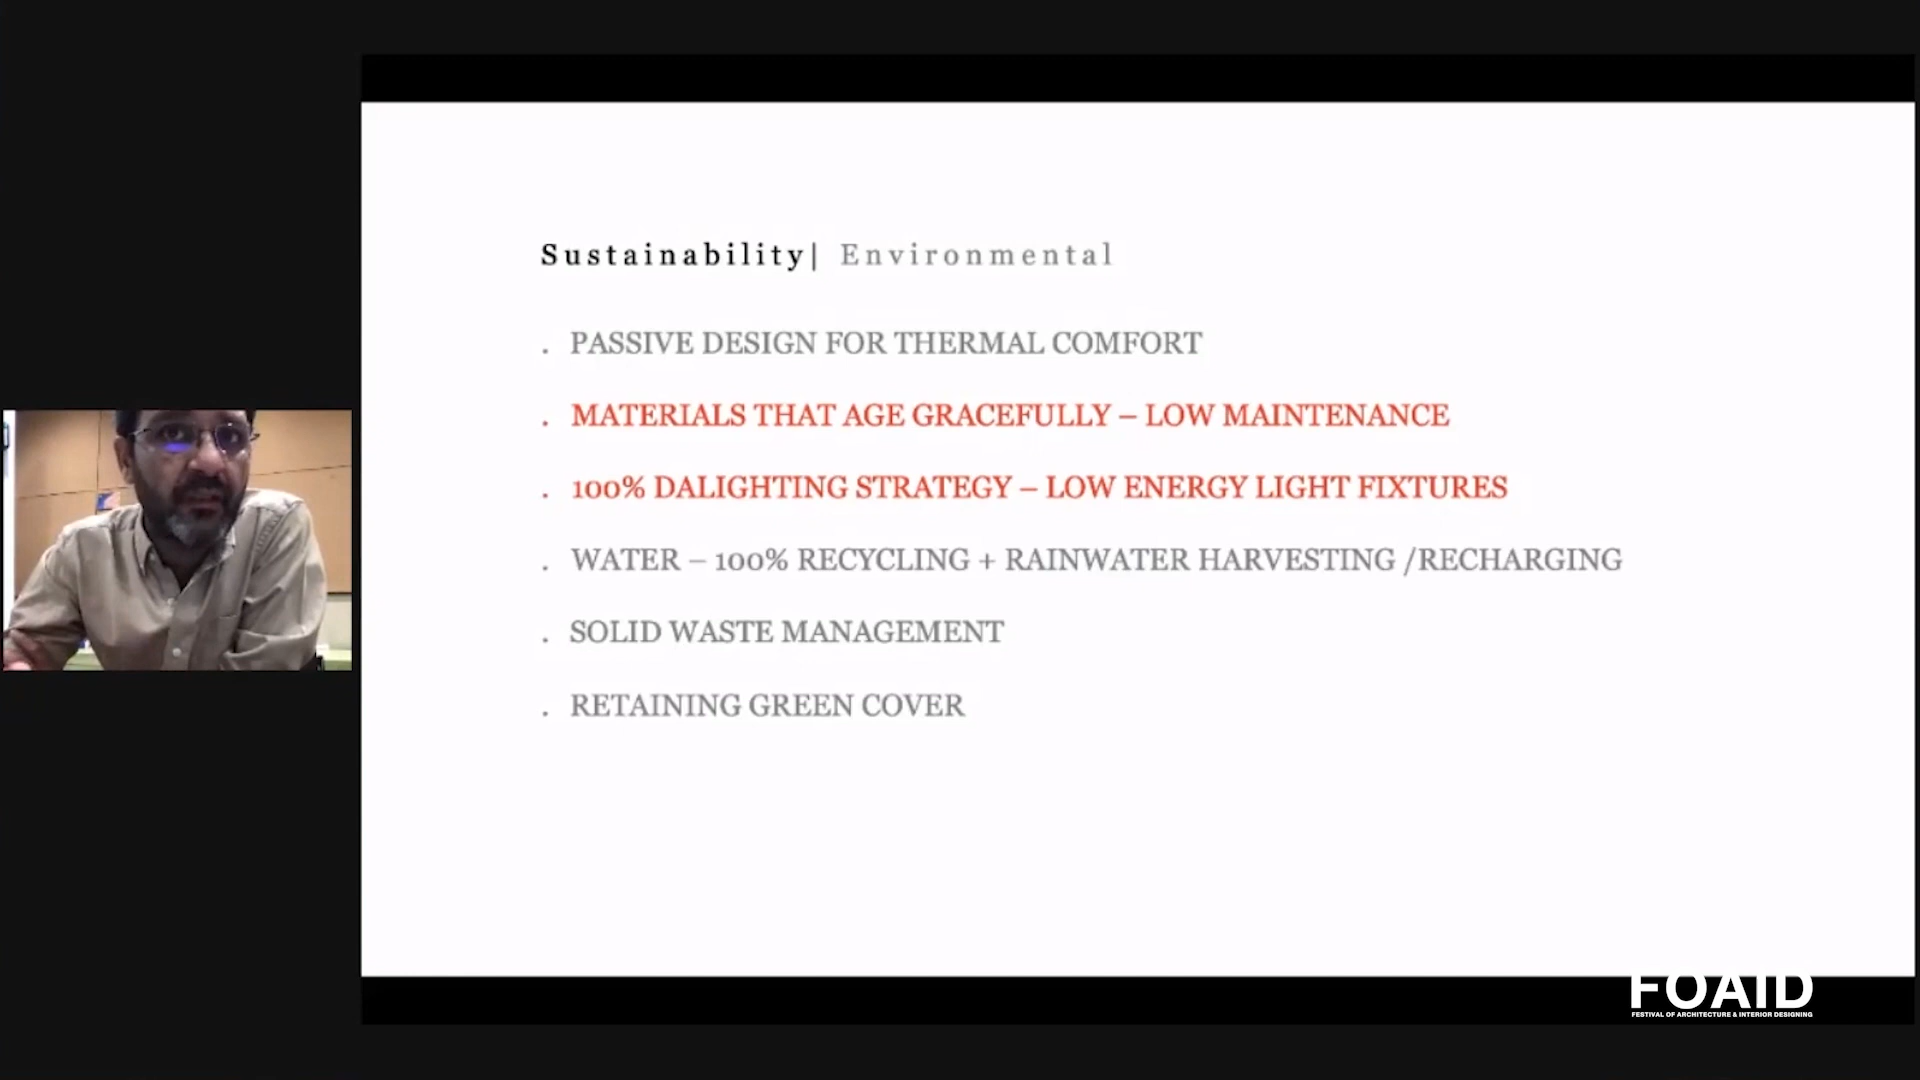 Sustainability| Environmental
. PASSIVE DESIGN FOR THERMAL COMFORT
. MATERIALS THAT AGE GRACEFULLY – LOW MAINTENANCE
. 100% DALIGHTING STRATEGY – LOW ENERGY LIGHT FIXTURES
. WATER – 100% RECYCLING + RAINWATER HARVESTING /RECHARGING
. SOLID WASTE MANAGEMENT
. RETAINING GREEN COVER
FOAID
FESTIVAL OF ARCHITECTURE & INTERIOR DESIGNING